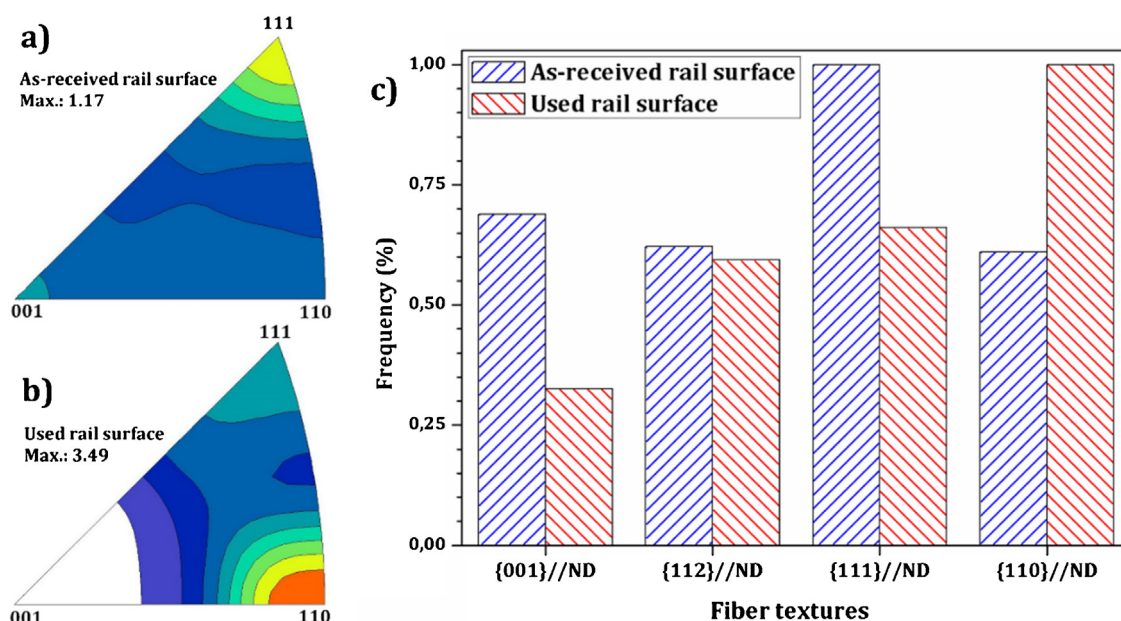 a)
111
As-received rail surface
Max.: 1.17
001
110
b)
111
Used rail surface
Max.: 3.49
001
110
c)
As-received rail surface
Used rail surface
1,00
0,75
0,50
0,25
0,00
Frequency (%)
{001}//ND
{112}//ND
{111}//ND
{110}//ND
Fiber textures